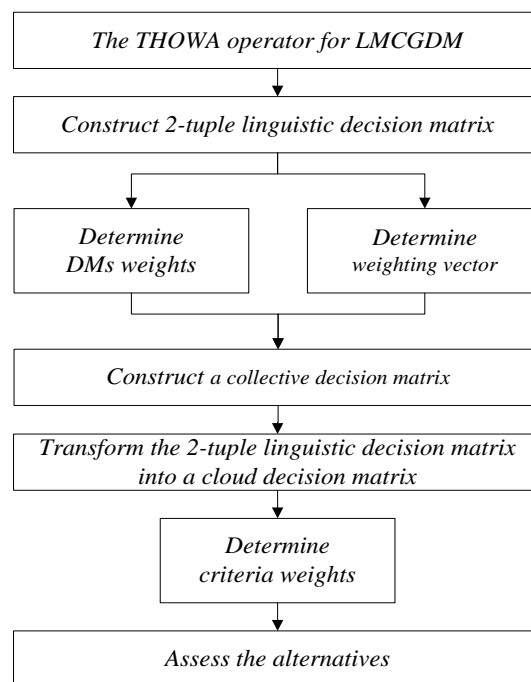 The THOWA operator for LMCGDM
Construct 2-tuple linguistic decision matrix
Determine
DMs weights
Determine
weighting vector
Construct a collective decision matrix
Transform the 2-tuple linguistic decision matrix
into a cloud decision matrix
Determine
criteria weights
Assess the alternatives